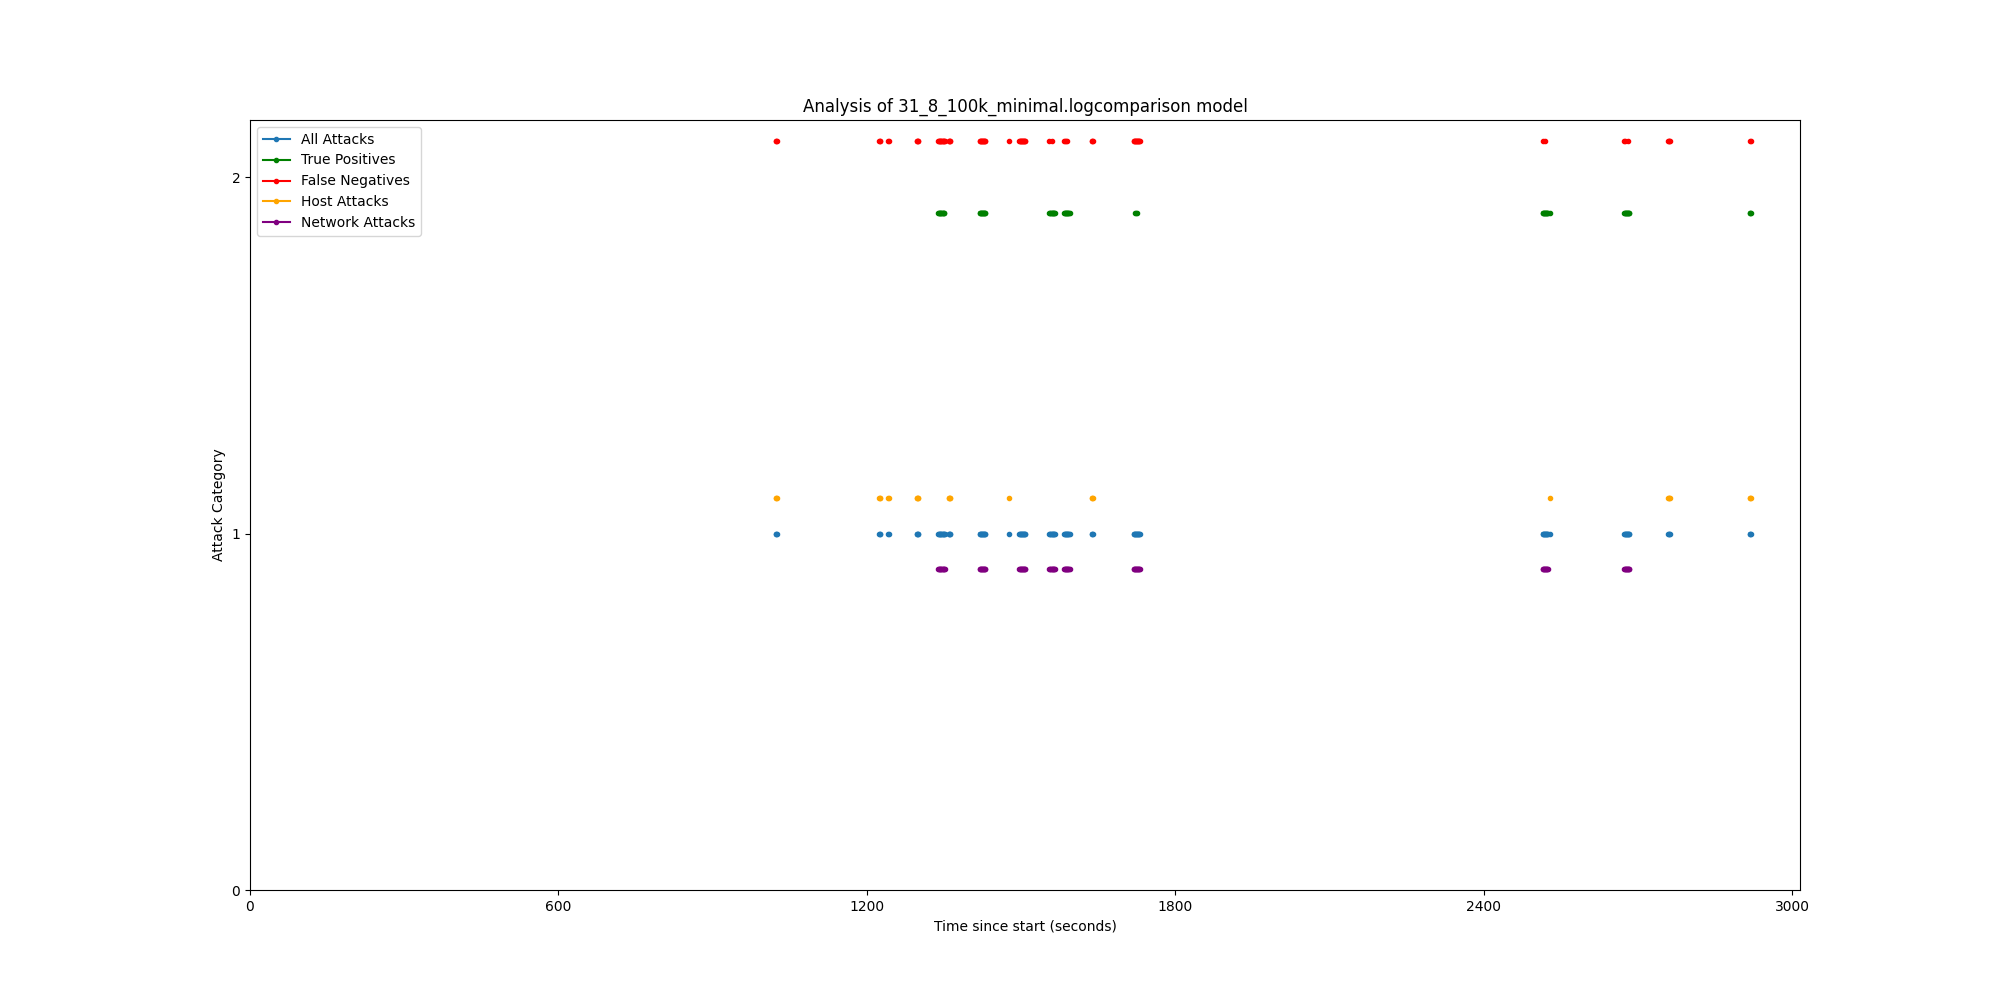 Analysis of 31_8_100k_minimal.logcomparison model
All Attacks
True Positives
False Negatives
Host Attacks
Network Attacks
2
1
0
Attack Category
0 600 1200 1800 2400 3000
Time since start (seconds)